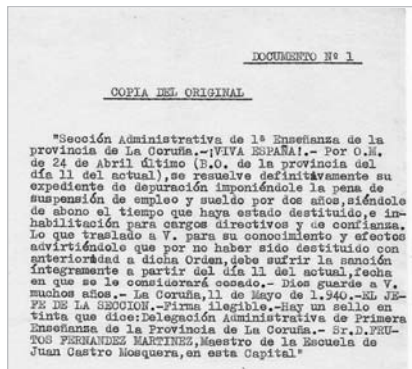 DOCUMENTO Nº 1
COPIA DEL ORIGINAL
"Sección Administrativa de 1ª Enseñanza de la
provincia de La Coruña.-¡VIVA ESPAÑA!.- Por O.M.
de 24 de Abril último (B.O. de la provincia del
día 11 del actual),se resuelve definitivamente su
expediente de depuración imponiéndole la pena de
suspensión de empleo y sueldo por dos años,siéndole
de abono el tiempo que haya estado destituido,e in-
habilitación para cargos directivos y de confianza.
Lo que traslado a V. para su conocimiento y efectos
advirtiéndole que por no haber sido destituido con
anterioridad a dicha Orden,debe sufrir la sanción
íntegramente a partir del día 11 del actual,fecha
en que se le considerará cesado.- Dios guarde a V.
muchos años.- La Coruña,11 de Mayo de 1.940.-EL JE-
FE DE LA SECCION.-Firma ilegible.-Hay un sello en
tinta que dice:Delegación Administrativa de Primera
Enseñanza de la Provincia de La Coruña.- Sr.D.FRU-
TOS FERNANDEZ MARTINEZ,Maestro de la Escuela de
Juan Castro Mosquera,en esta Capital"